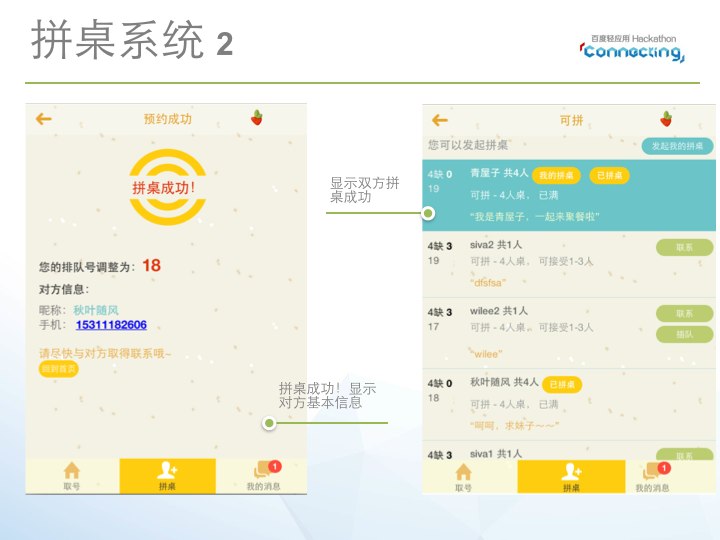 拼桌系统 2
百度轻应用 Hackathon
Connecting
预约成功
拼桌成功!
您的排队号调整为: 18
对方信息:
昵称: 秋叶随风
手机: 15311182606
请尽快与对方取得联系哦~
回到首页
取号
拼桌
1
我的消息
显示双方拼
桌成功
拼桌成功！显示
对方基本信息
可拼
您可以发起拼桌
发起我的拼桌
4缺 0 青屋子 共4人 我的拼桌 已拼桌
19 可拼 - 4人桌， 已满
“我是青屋子，一起来聚餐啦”
4缺 3 siva2 共1人 联系
19 可拼 - 4人桌， 可接受1-3人
“dfsfsa”
4缺 3 wilee2 共1人 联系
17 可拼 - 4人桌， 可接受1-3人 插队
“wilee”
4缺 0 秋叶随风 共4人 已拼桌
18 可拼 - 4人桌， 已满
“呵呵，求妹子～～”
4缺 3 siva1 共1人 联系
取号
拼桌
1
我的消息